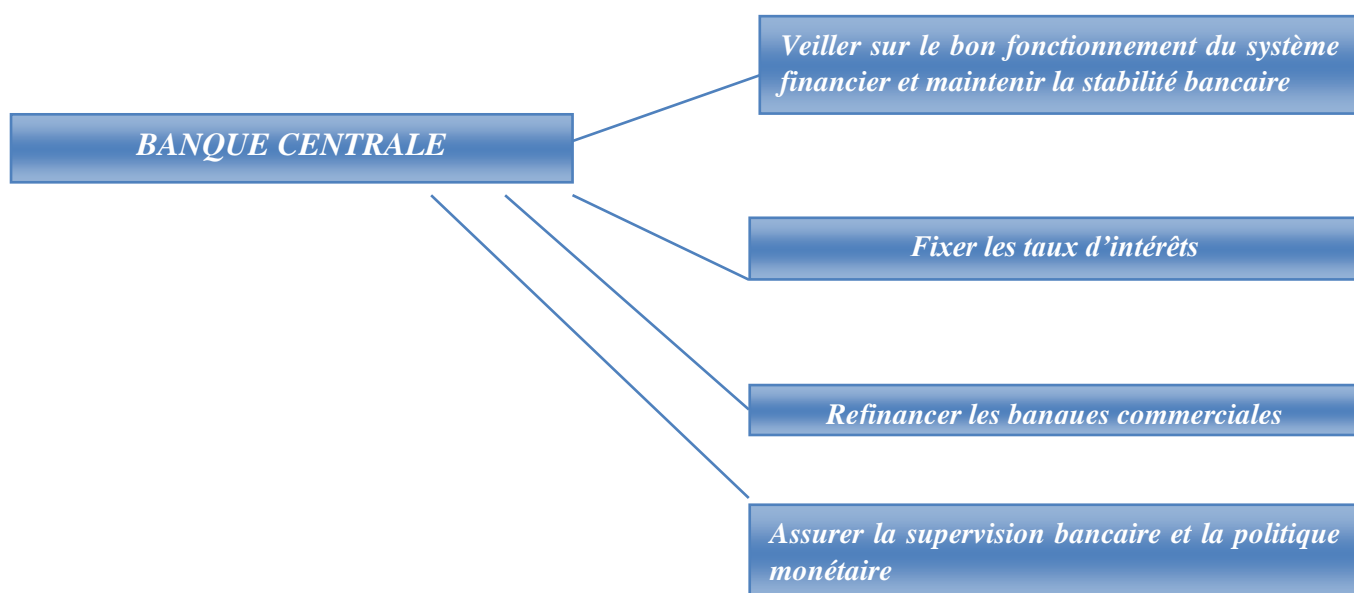 Veiller sur le bon fonctionnement du système
financier et maintenir la stabilité bancaire
BANQUE CENTRALE
Fixer les taux d’intérêts
Refinancer les banaues commerciales
Assurer la supervision bancaire et la politique
monétaire